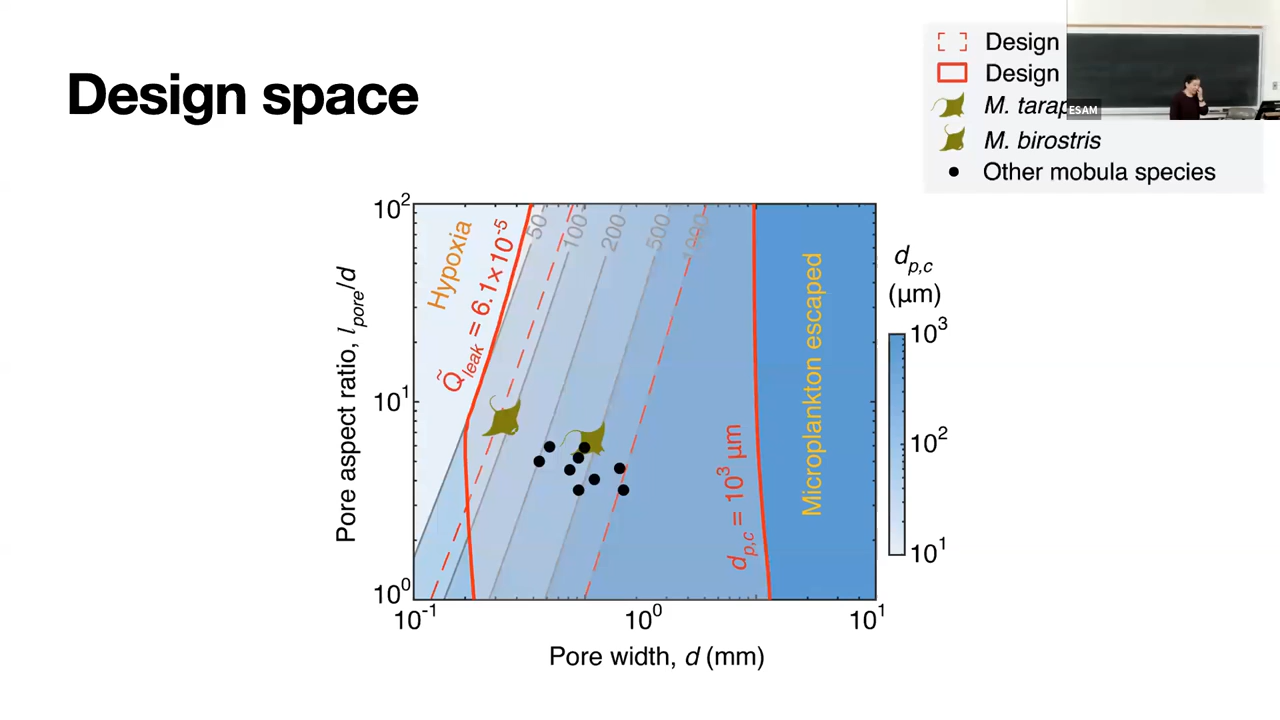 Design space
Design
Design
M. tarap
ESAM
M. birostris
Other mobula species
10²
10¹
10⁰
Pore aspect ratio, l_pore/d
Hypoxia
Q̃_leak = 6.1×10⁻⁵
50
100
200
500
1000
d_p,c = 10³ μm
Microplankton escaped
d_p,c
(μm)
10³
10²
10¹
10⁻¹
10⁰
10¹
Pore width, d (mm)